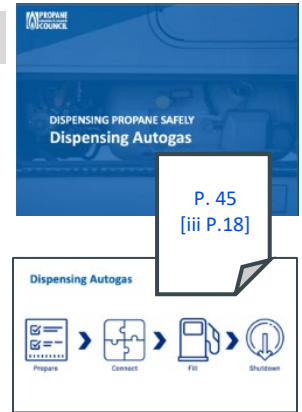 PROPANE
COUNCIL
DISPENSING PROPANE SAFELY
Dispensing Autogas
P. 45
[iii P.18]
Dispensing Autogas
Prepare
Connect
Fill
Shutdown